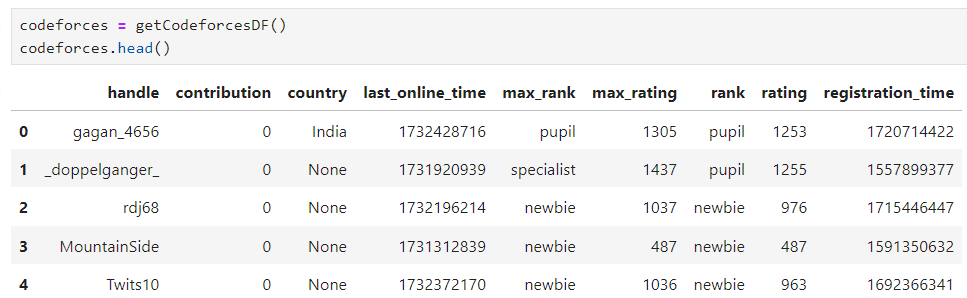 codeforces = getCodeforcesDF()
codeforces.head()
handle contribution country last_online_time max_rank max_rating rank rating registration_time
0 gagan_4656 0 India 1732428716 pupil 1305 pupil 1253 1720714422
1 _doppelganger_ 0 None 1731920939 specialist 1437 pupil 1255 1557899377
2 rdj68 0 None 1732196214 newbie 1037 newbie 976 1715446447
3 MountainSide 0 None 1731312839 newbie 487 newbie 487 1591350632
4 Twits10 0 None 1732372170 newbie 1036 newbie 963 1692366341